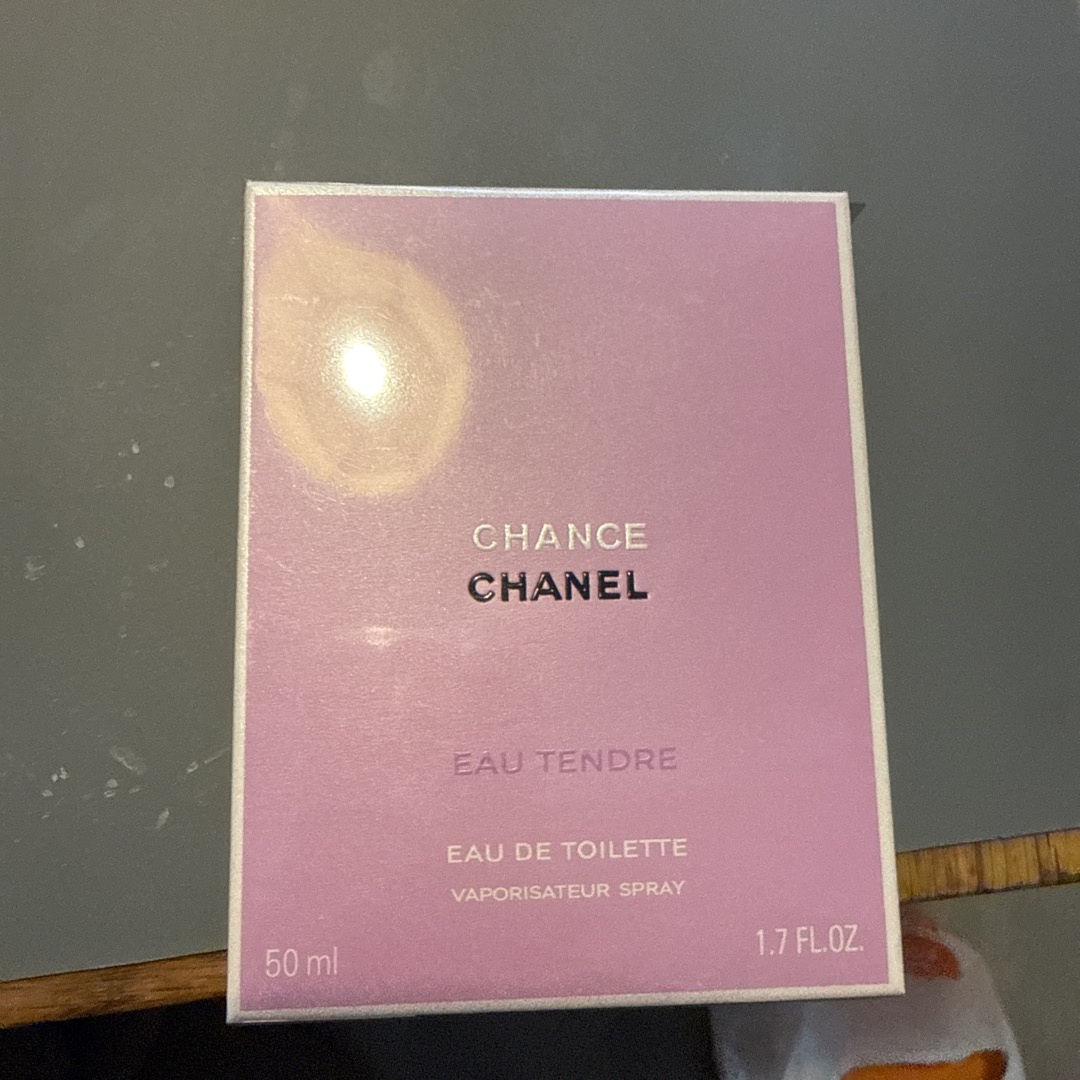 CHANCE
CHANEL
EAU TENDRE
EAU DE TOILETTE
VAPORISATEUR SPRAY
50 ml
1.7 FL.OZ.